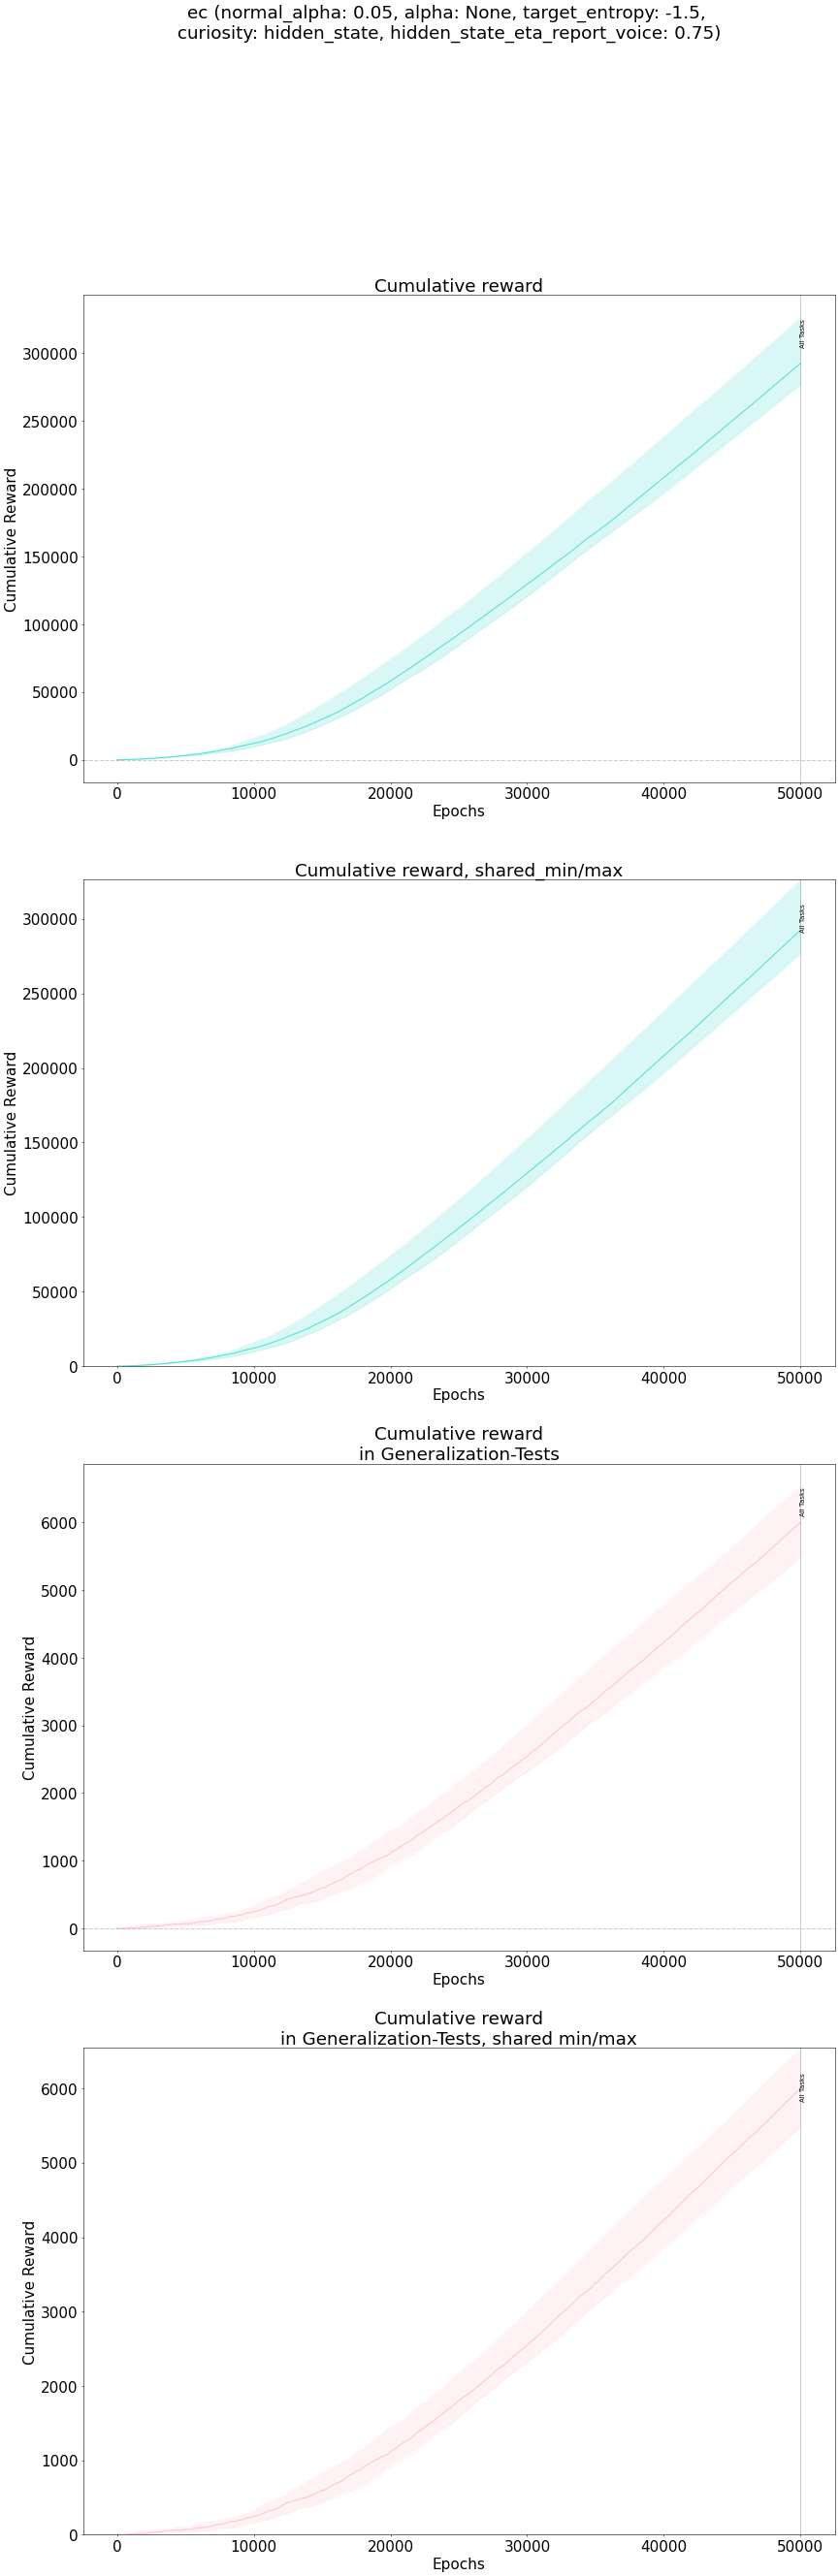 ec (normal_alpha: 0.05, alpha: None, target_entropy: -1.5,
curiosity: hidden_state, hidden_state_eta_report_voice: 0.75)
Cumulative reward
300000
250000
200000
150000
100000
50000
0
Cumulative Reward
All Tasks
0 10000 20000 30000 40000 50000
Epochs
Cumulative reward, shared_min/max
300000
250000
200000
150000
100000
50000
0
Cumulative Reward
All Tasks
0 10000 20000 30000 40000 50000
Epochs
Cumulative reward
in Generalization-Tests
6000
5000
4000
3000
2000
1000
0
Cumulative Reward
All Tasks
0 10000 20000 30000 40000 50000
Epochs
Cumulative reward
in Generalization-Tests, shared min/max
6000
5000
4000
3000
2000
1000
0
Cumulative Reward
All Tasks
0 10000 20000 30000 40000 50000
Epochs